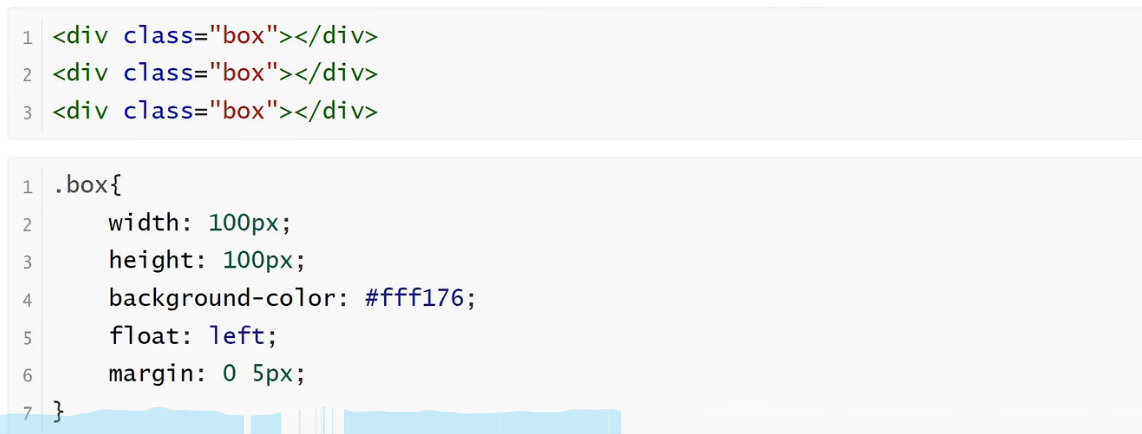 1 <div class="box"></div>
2 <div class="box"></div>
3 <div class="box"></div>
1 .box{
2     width: 100px;
3     height: 100px;
4     background-color: #fff176;
5     float: left;
6     margin: 0 5px;
7 }